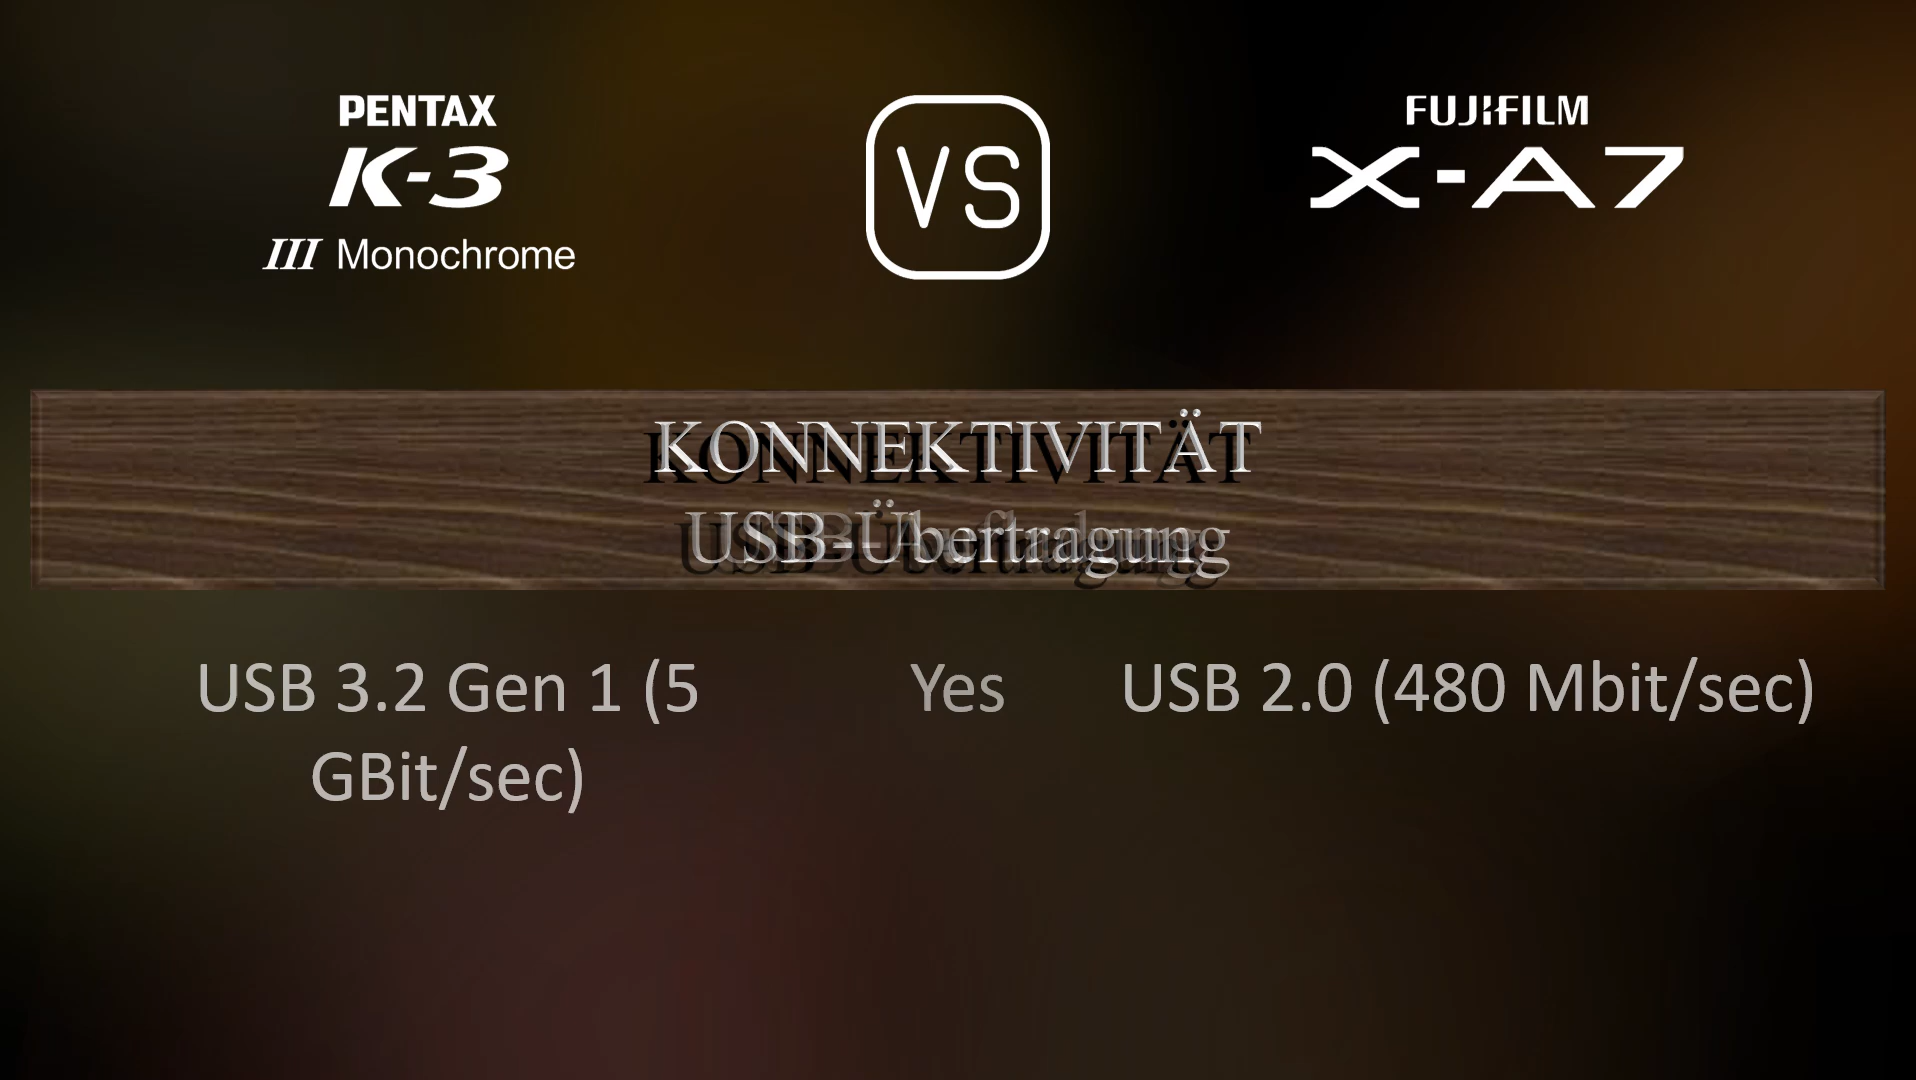 PENTAX
K-3
III Monochrome
VS
FUJIFILM
X-A7
KONNEKTIVITÄT
USB-Übertragung
USB 3.2 Gen 1 (5
GBit/sec)
Yes
USB 2.0 (480 Mbit/sec)